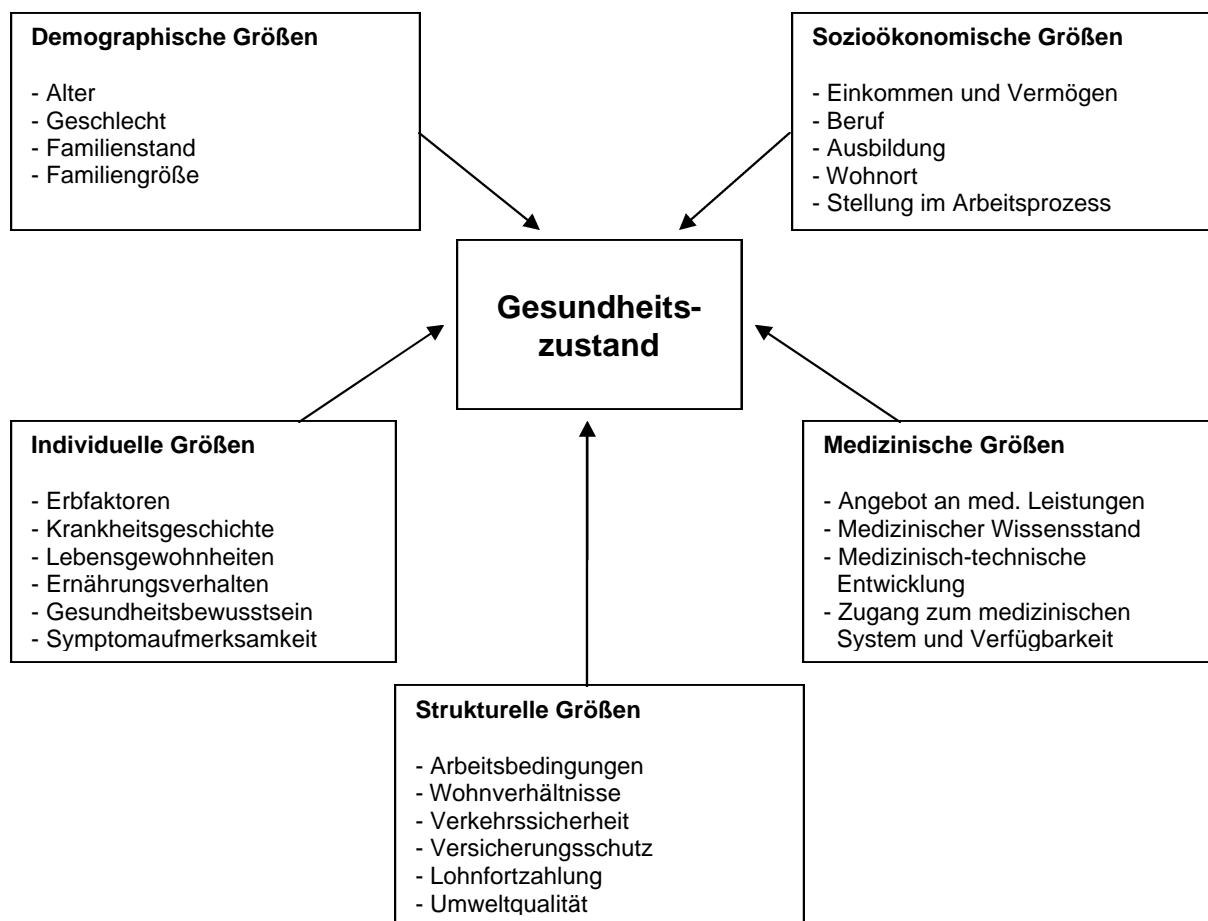 Demographische Größen
- Alter
- Geschlecht
- Familienstand
- Familiengröße
Sozioökonomische Größen
- Einkommen und Vermögen
- Beruf
- Ausbildung
- Wohnort
- Stellung im Arbeitsprozess
Gesundheits-
zustand
Individuelle Größen
- Erbfaktoren
- Krankheitsgeschichte
- Lebensgewohnheiten
- Ernährungsverhalten
- Gesundheitsbewusstsein
- Symptomaufmerksamkeit
Medizinische Größen
- Angebot an med. Leistungen
- Medizinischer Wissensstand
- Medizinisch-technische
Entwicklung
- Zugang zum medizinischen
System und Verfügbarkeit
Strukturelle Größen
- Arbeitsbedingungen
- Wohnverhältnisse
- Verkehrssicherheit
- Versicherungsschutz
- Lohnfortzahlung
- Umweltqualität